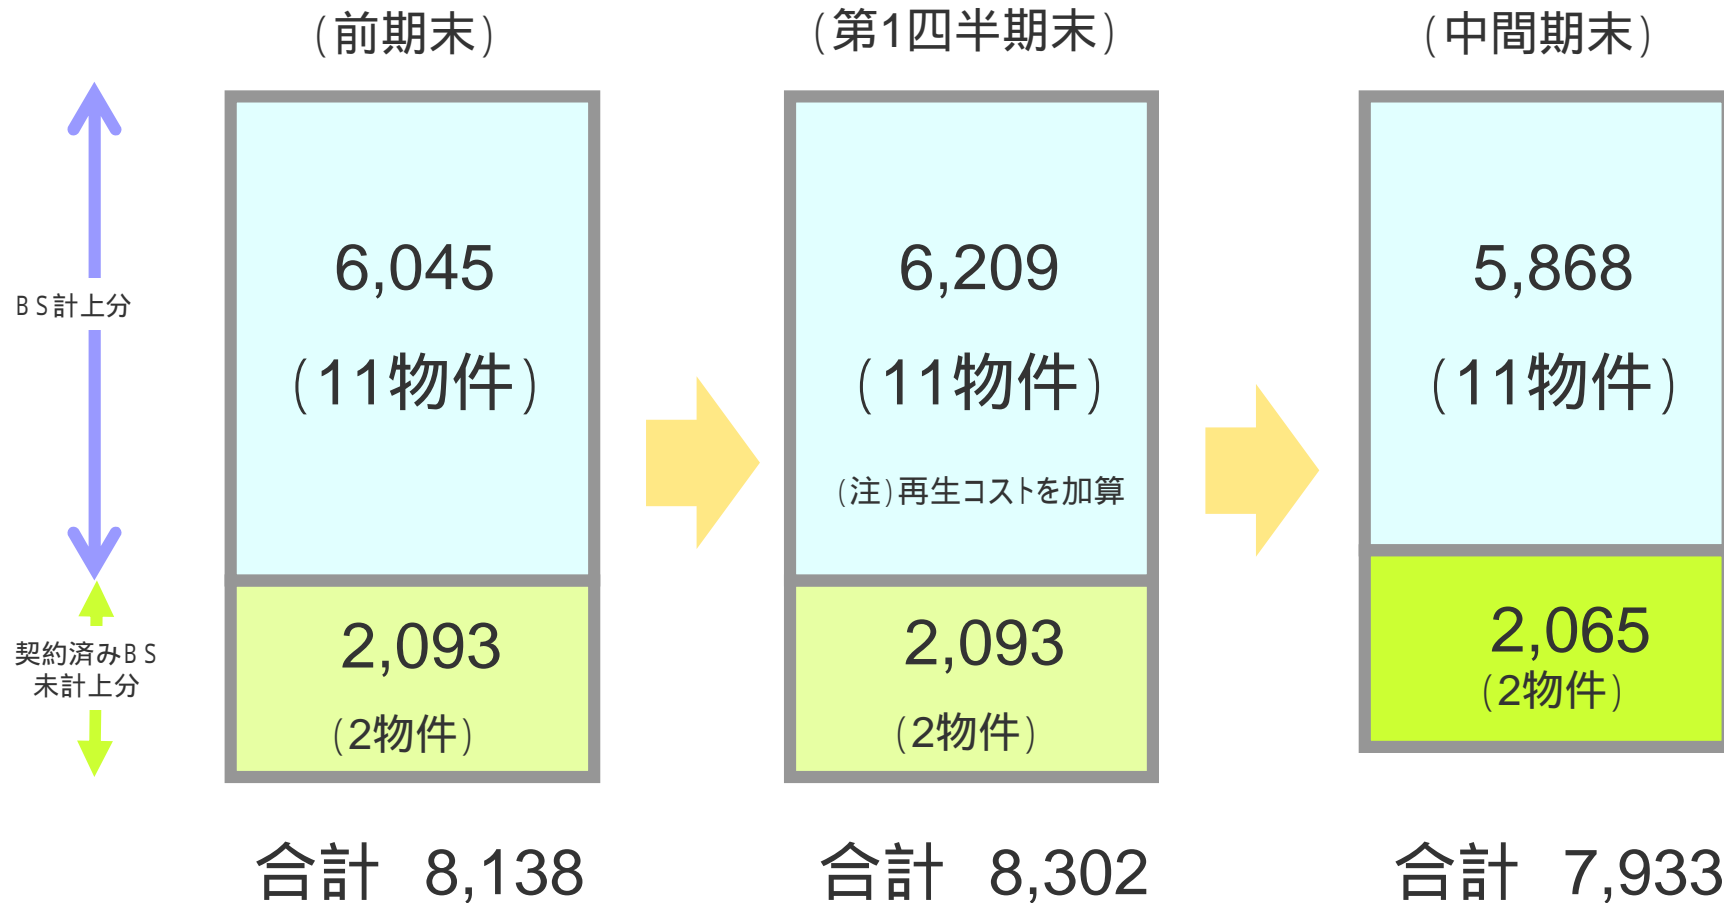 （前期末）
（第1四半期末）
（中間期末）
BS計上分
6,045
（11物件）
6,209
（11物件）
（注）再生コストを加算
5,868
（11物件）
契約済みBS
未計上分
2,093
（2物件）
2,093
（2物件）
2,065
（2物件）
合計 8,138
合計 8,302
合計 7,933